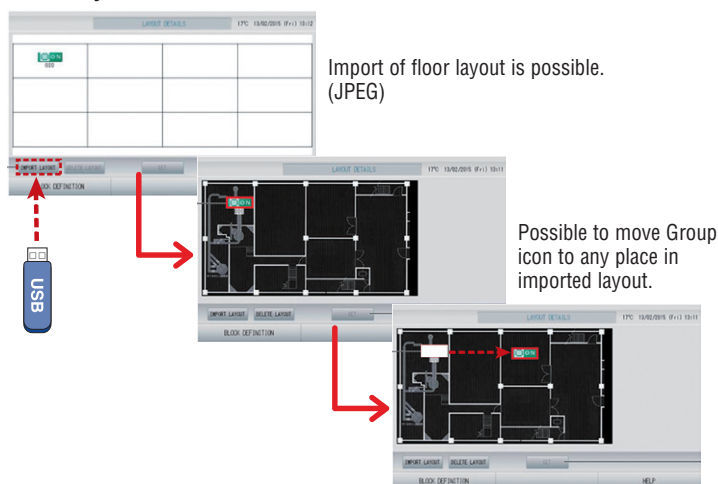 LAYOUT DETAILS
17°C 13/02/2015 (Fri) 13:12
ON
Import of floor layout is possible.
(JPEG)
IMPORT LAYOUT
DELETE LAYOUT
SET
BLOCK DEFINITION
USB
LAYOUT DETAILS
17°C 13/02/2015 (Fri) 13:11
ON
Possible to move Group
icon to any place in
imported layout.
IMPORT LAYOUT
DELETE LAYOUT
SET
BLOCK DEFINITION
LAYOUT DETAILS
17°C 13/02/2015 (Fri) 13:11
ON
IMPORT LAYOUT
DELETE LAYOUT
SET
BLOCK DEFINITION
HELP